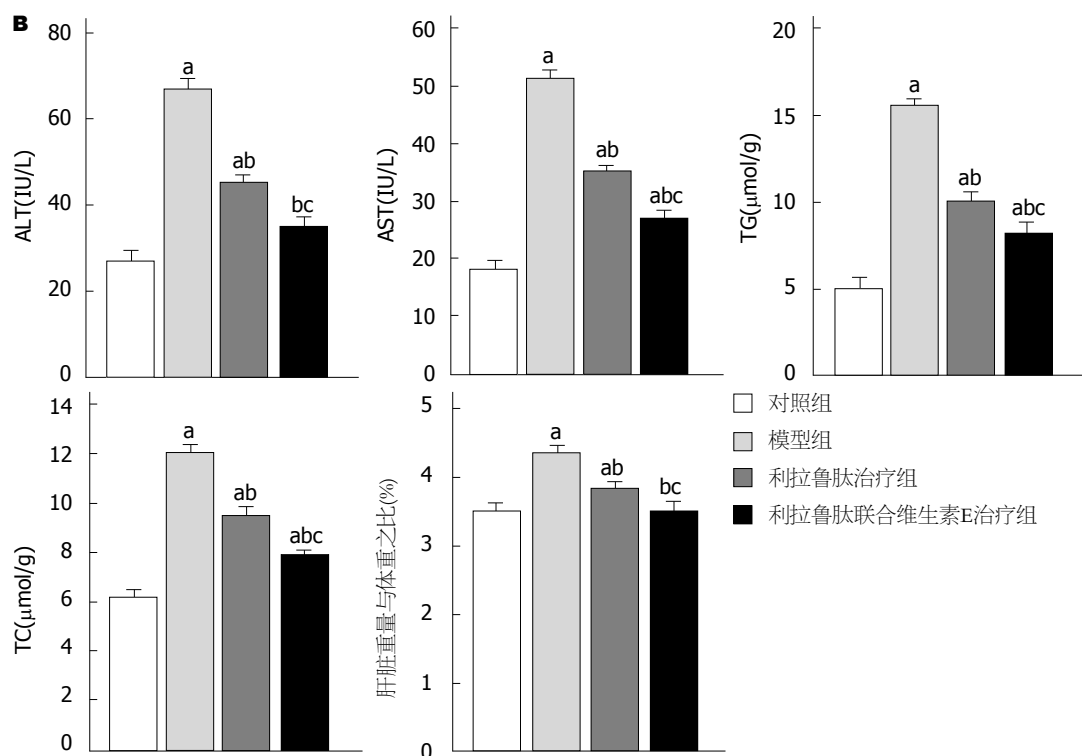 B
ALT(IU/L)
80
60
40
20
0
a
ab
bc
AST(IU/L)
60
50
40
30
20
10
0
a
ab
abc
TG(μmol/g)
20
15
10
5
0
a
ab
abc
TC(μmol/g)
14
12
10
8
6
4
2
0
a
ab
abc
肝脏重量与体重之比(%)
5
4
3
2
1
0
a
ab
bc
对照组
模型组
利拉鲁肽治疗组
利拉鲁肽联合维生素E治疗组